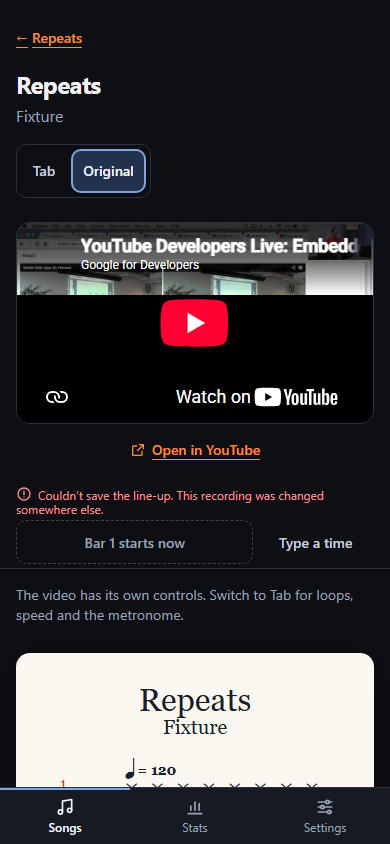 ← Repeats
Repeats
Fixture
Tab
Original
YouTube Developers Live: Embedd
Google for Developers
Watch on YouTube
Open in YouTube
Couldn't save the line-up. This recording was changed
somewhere else.
Bar 1 starts now
Type a time
The video has its own controls. Switch to Tab for loops,
speed and the metronome.
Repeats
Fixture
= 120
1
Songs
Stats
Settings